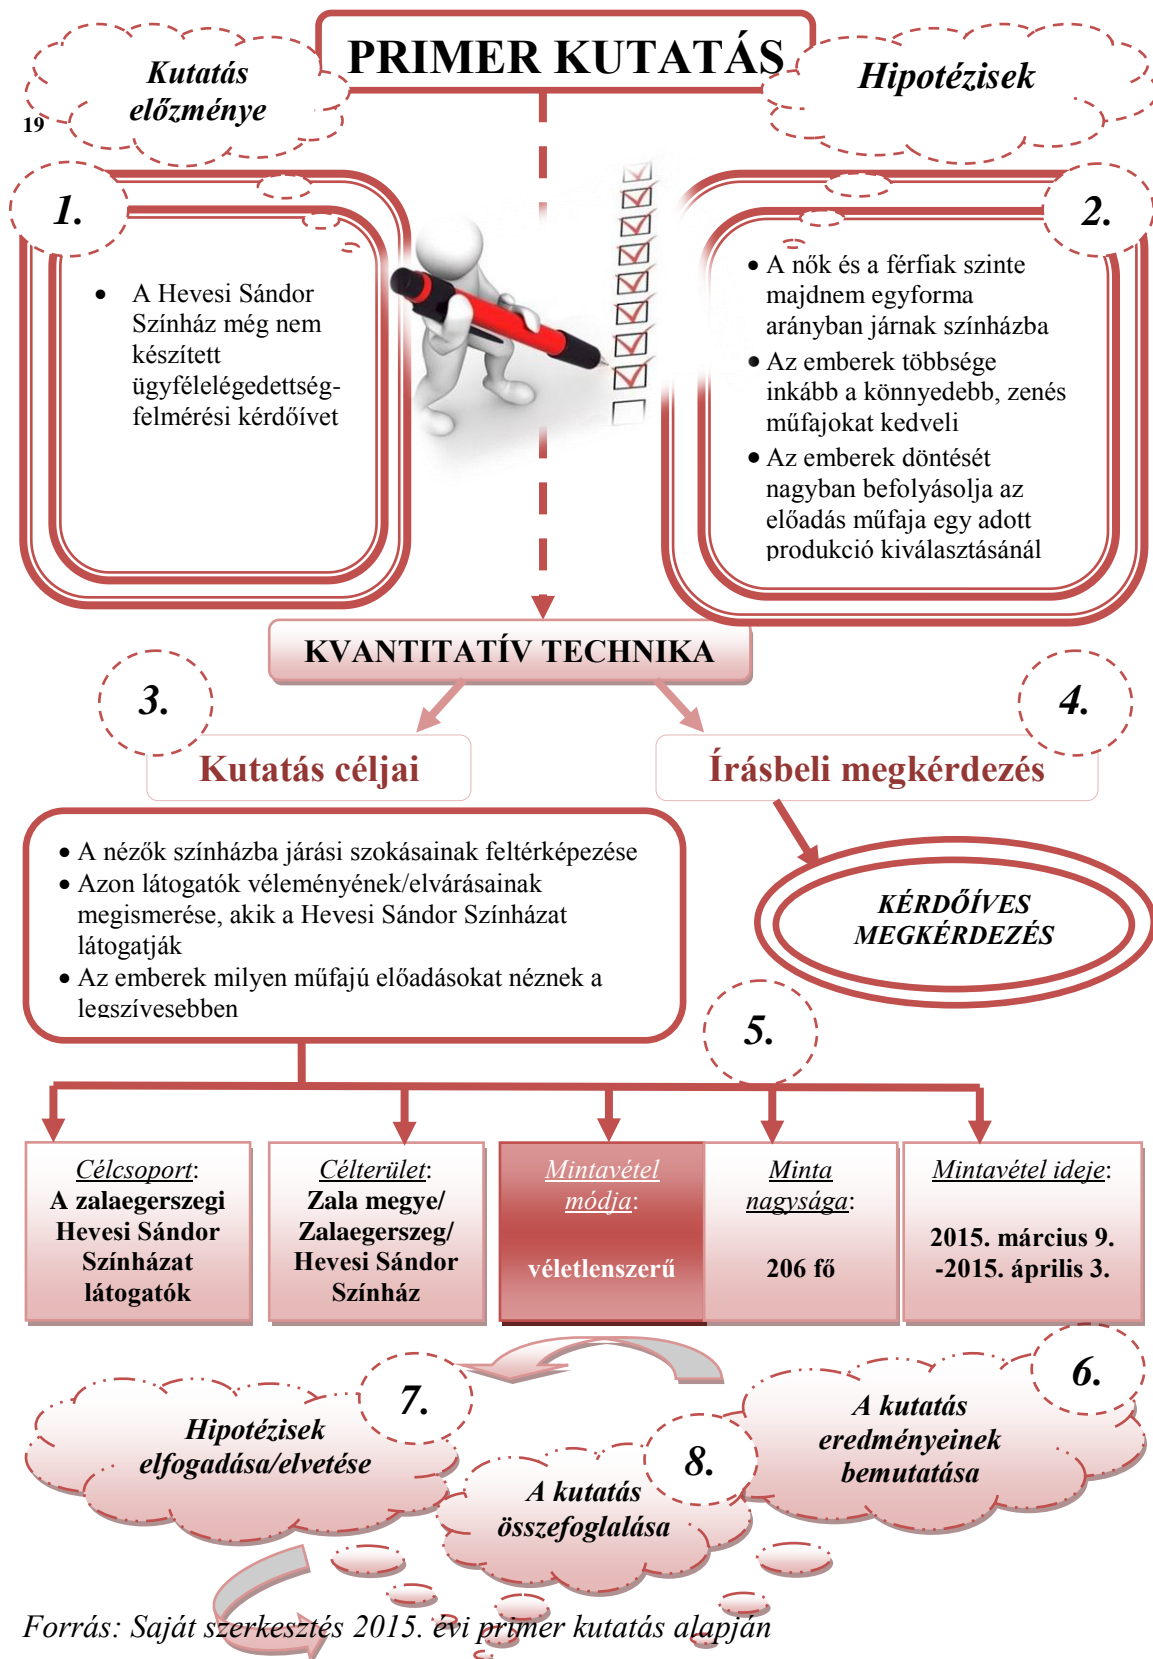 PRIMER KUTATÁS
Kutatás
előzménye
Hipotézisek
19
1.
• A Hevesi Sándor
Színház még nem
készített
ügyfélelégedettség-
felmérési kérdőívet
2.
• A nők és a férfiak szinte
majdnem egyforma
arányban járnak színházba
• Az emberek többsége
inkább a könnyedebb, zenés
műfajokat kedveli
• Az emberek döntését
nagyban befolyásolja az
előadás műfaja egy adott
produkció kiválasztásánál
KVANTITATÍV TECHNIKA
3.
Kutatás céljai
4.
Írásbeli megkérdezés
• A nézők színházba járási szokásainak feltérképezése
• Azon látogatók véleményének/elvárásainak
megismerése, akik a Hevesi Sándor Színházat
látogatják
• Az emberek milyen műfajú előadásokat néznek a
legszívesebben
KÉRDŐÍVES
MEGKÉRDEZÉS
5.
Célcsoport:
A zalaegerszegi
Hevesi Sándor
Színházat
látogatók
Célterület:
Zala megye/
Zalaegerszeg/
Hevesi Sándor
Színház
Mintavétel
módja:
véletlenszerű
Minta
nagysága:
206 fő
Mintavétel ideje:
2015. március 9.
-2015. április 3.
6.
A kutatás
eredményeinek
bemutatása
7.
Hipotézisek
elfogadása/elvetése
8.
A kutatás
összefoglalása
Forrás: Saját szerkesztés 2015. évi primer kutatás alapján